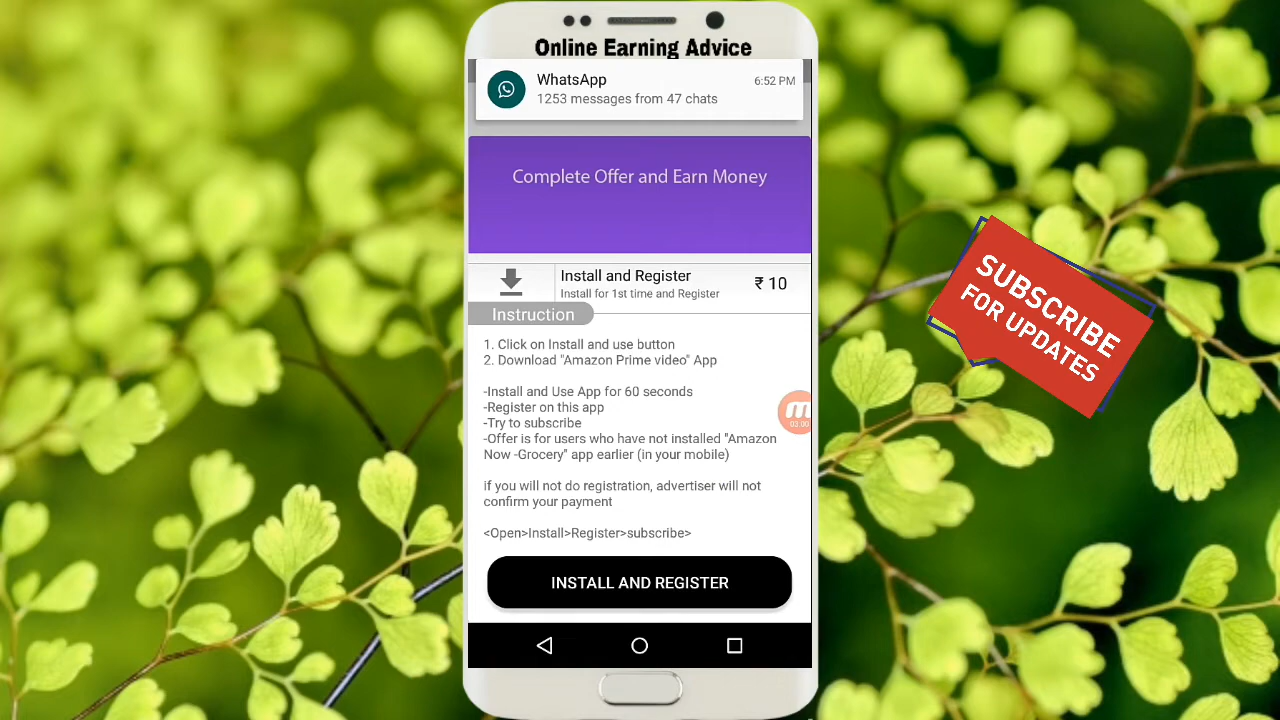 Online Earning Advice
WhatsApp
6:52 PM
1253 messages from 47 chats
Complete Offer and Earn Money
Install and Register
₹ 10
Install for 1st time and Register
Instruction
1. Click on Install and use button
2. Download "Amazon Prime video" App
-Install and Use App for 60 seconds
-Register on this app
-Try to subscribe
-Offer is for users who have not installed "Amazon
Now -Grocery" app earlier (in your mobile)
if you will not do registration, advertiser will not
confirm your payment
<Open>Install>Register>subscribe>
INSTALL AND REGISTER
03:00
SUBSCRIBE
FOR UPDATES